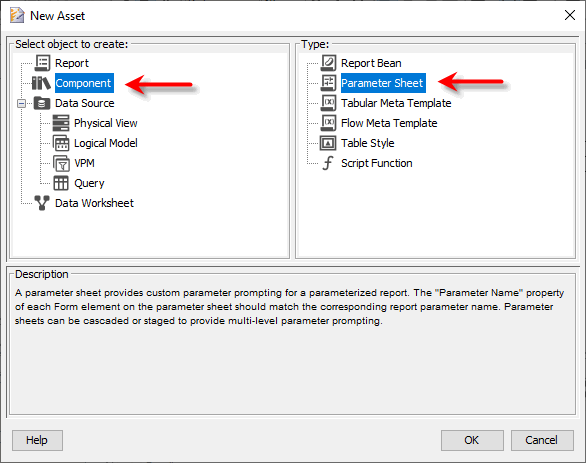 New Asset
Select object to create:
Report
Component
Data Source
Physical View
Logical Model
VPM
Query
Data Worksheet
Type:
Report Bean
Parameter Sheet
Tabular Meta Template
Flow Meta Template
Table Style
Script Function
Description
A parameter sheet provides custom parameter prompting for a parameterized report. The "Parameter Name" property
of each Form element on the parameter sheet should match the corresponding report parameter name. Parameter
sheets can be cascaded or staged to provide multi-level parameter prompting.
Help
OK
Cancel